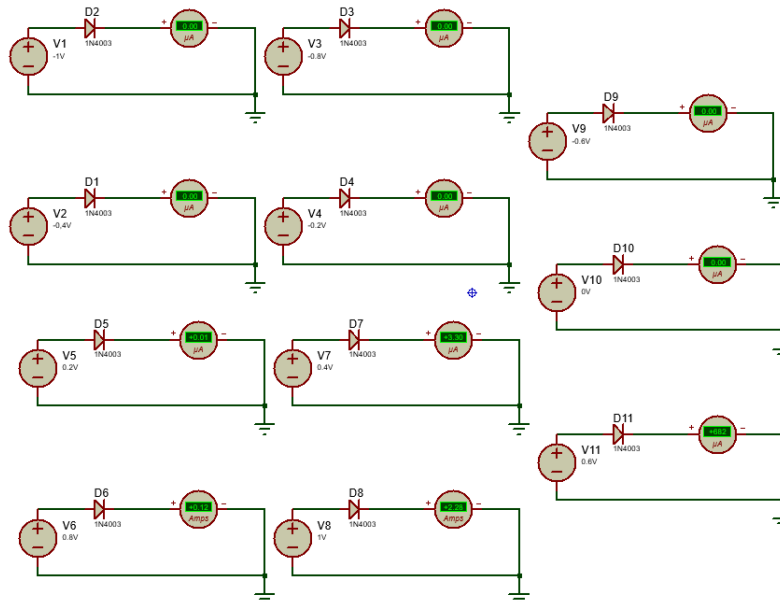 D2
+ 0.00 −
V1
1N4003
µA
-1V
D3
+ 0.00 −
V3
1N4003
µA
-0.8V
D9
+ 0.00 −
V9
1N4003
µA
-0.6V
D1
+ 0.00 −
V2
1N4003
µA
-0,4V
D4
+ 0.00 −
V4
1N4003
µA
-0.2V
D10
+ 0.00 −
V10
1N4003
µA
0V
D5
+ +0.01 −
V5
1N4003
µA
0.2V
D7
+ +3.30 −
V7
1N4003
µA
0.4V
D11
+ +682 −
V11
1N4003
µA
0.6V
D6
+ +0.12 −
V6
1N4003
Amps
0.8V
D8
+ +2.28 −
V8
1N4003
Amps
1V